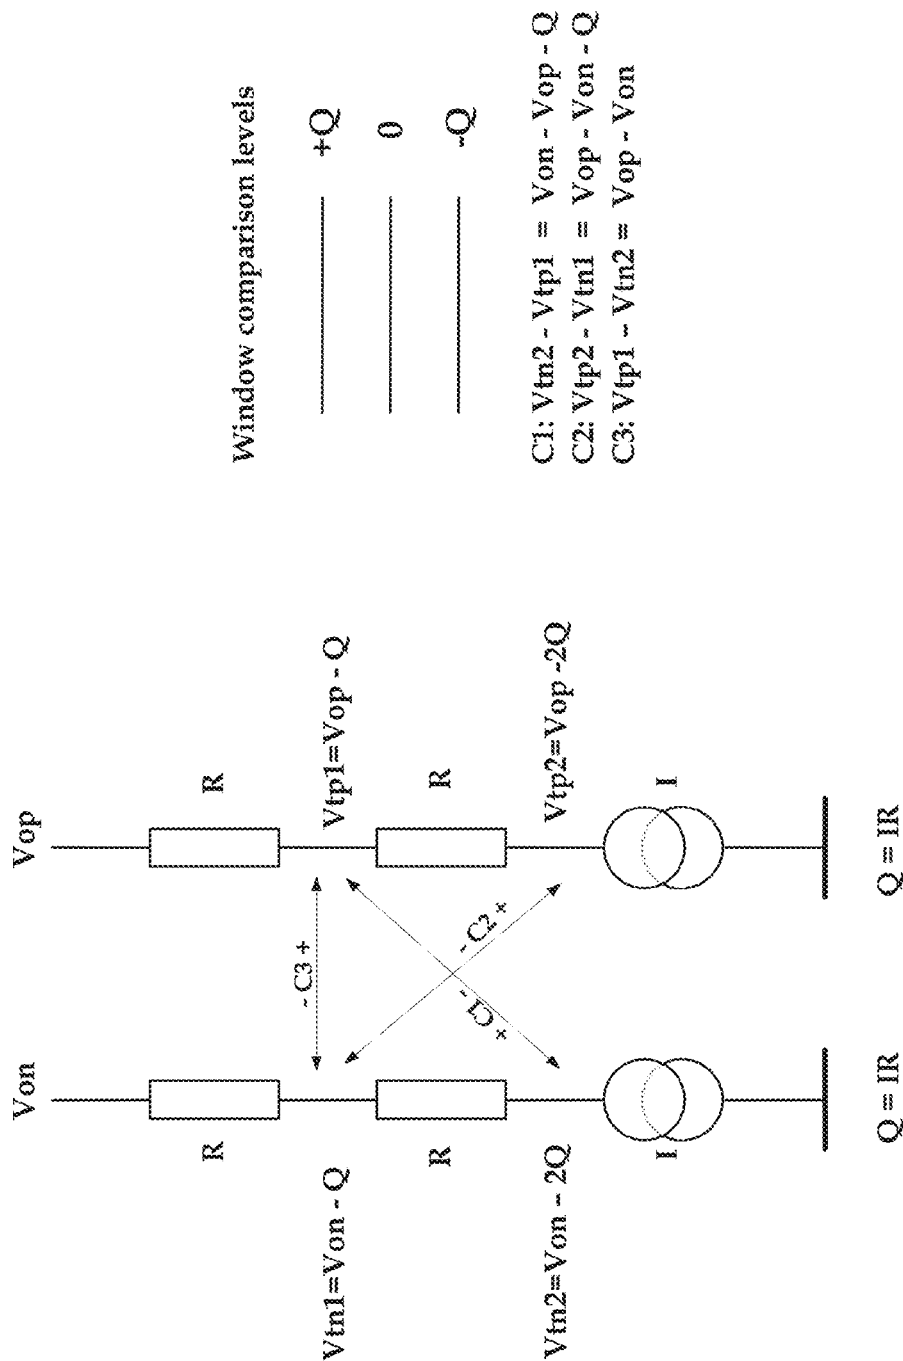 Von
Vop
R
R
Vtn1=Von - Q
- C3 +
Vtp1=Vop - Q
R
R
+ C1 -
- C2 +
Vtn2=Von - 2Q
Vtp2=Vop -2Q
I
I
Q = IR
Q = IR
Window comparison levels
+Q
0
-Q
C1: Vtn2 - Vtp1 = Von - Vop - Q
C2: Vtp2 - Vtn1 = Vop - Von - Q
C3: Vtp1 – Vtn2 = Vop - Von